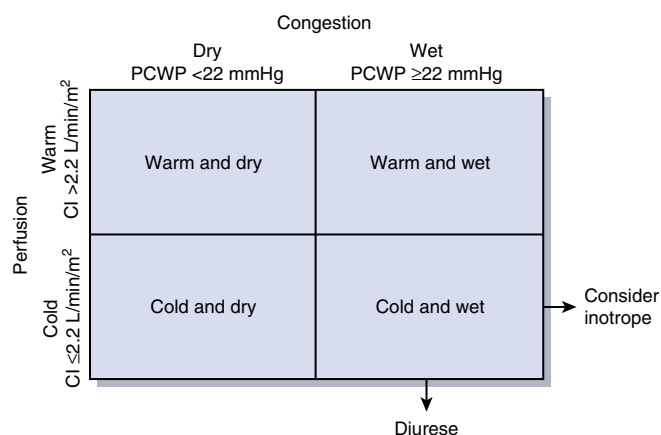 Congestion
Dry
PCWP <22 mmHg
Wet
PCWP ≥22 mmHg
Perfusion
Warm
CI >2.2 L/min/m²
Warm and dry
Warm and wet
Cold
CI ≤2.2 L/min/m²
Cold and dry
Cold and wet
Consider
inotrope
Diurese